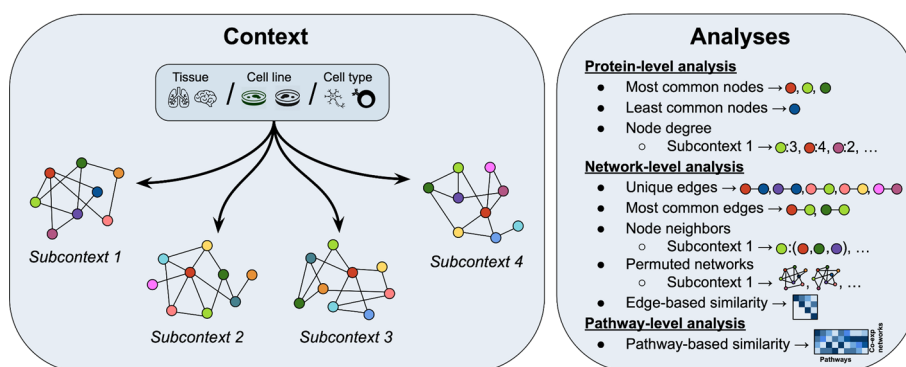 Context
Tissue / Cell line / Cell type
Subcontext 1
Subcontext 2
Subcontext 3
Subcontext 4
Analyses
Protein-level analysis
● Most common nodes → , ,
● Least common nodes →
● Node degree
○ Subcontext 1 → :3, :4, :2, …
Network-level analysis
● Unique edges → , , , ,
● Most common edges → ,
● Node neighbors
○ Subcontext 1 → :( , , ), …
● Permuted networks
○ Subcontext 1 → , , …
● Edge-based similarity →
Pathway-level analysis
● Pathway-based similarity →
Pathways
Co-exp
networks